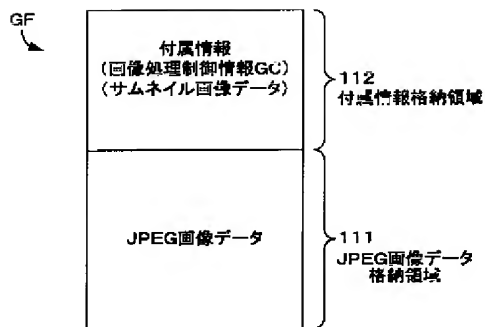 GF
付属情報
(画像処理制御情報GC)
(サムネイル画像データ)
112
付属情報格納領域
JPEG画像データ
111
JPEG画像データ
格納領域